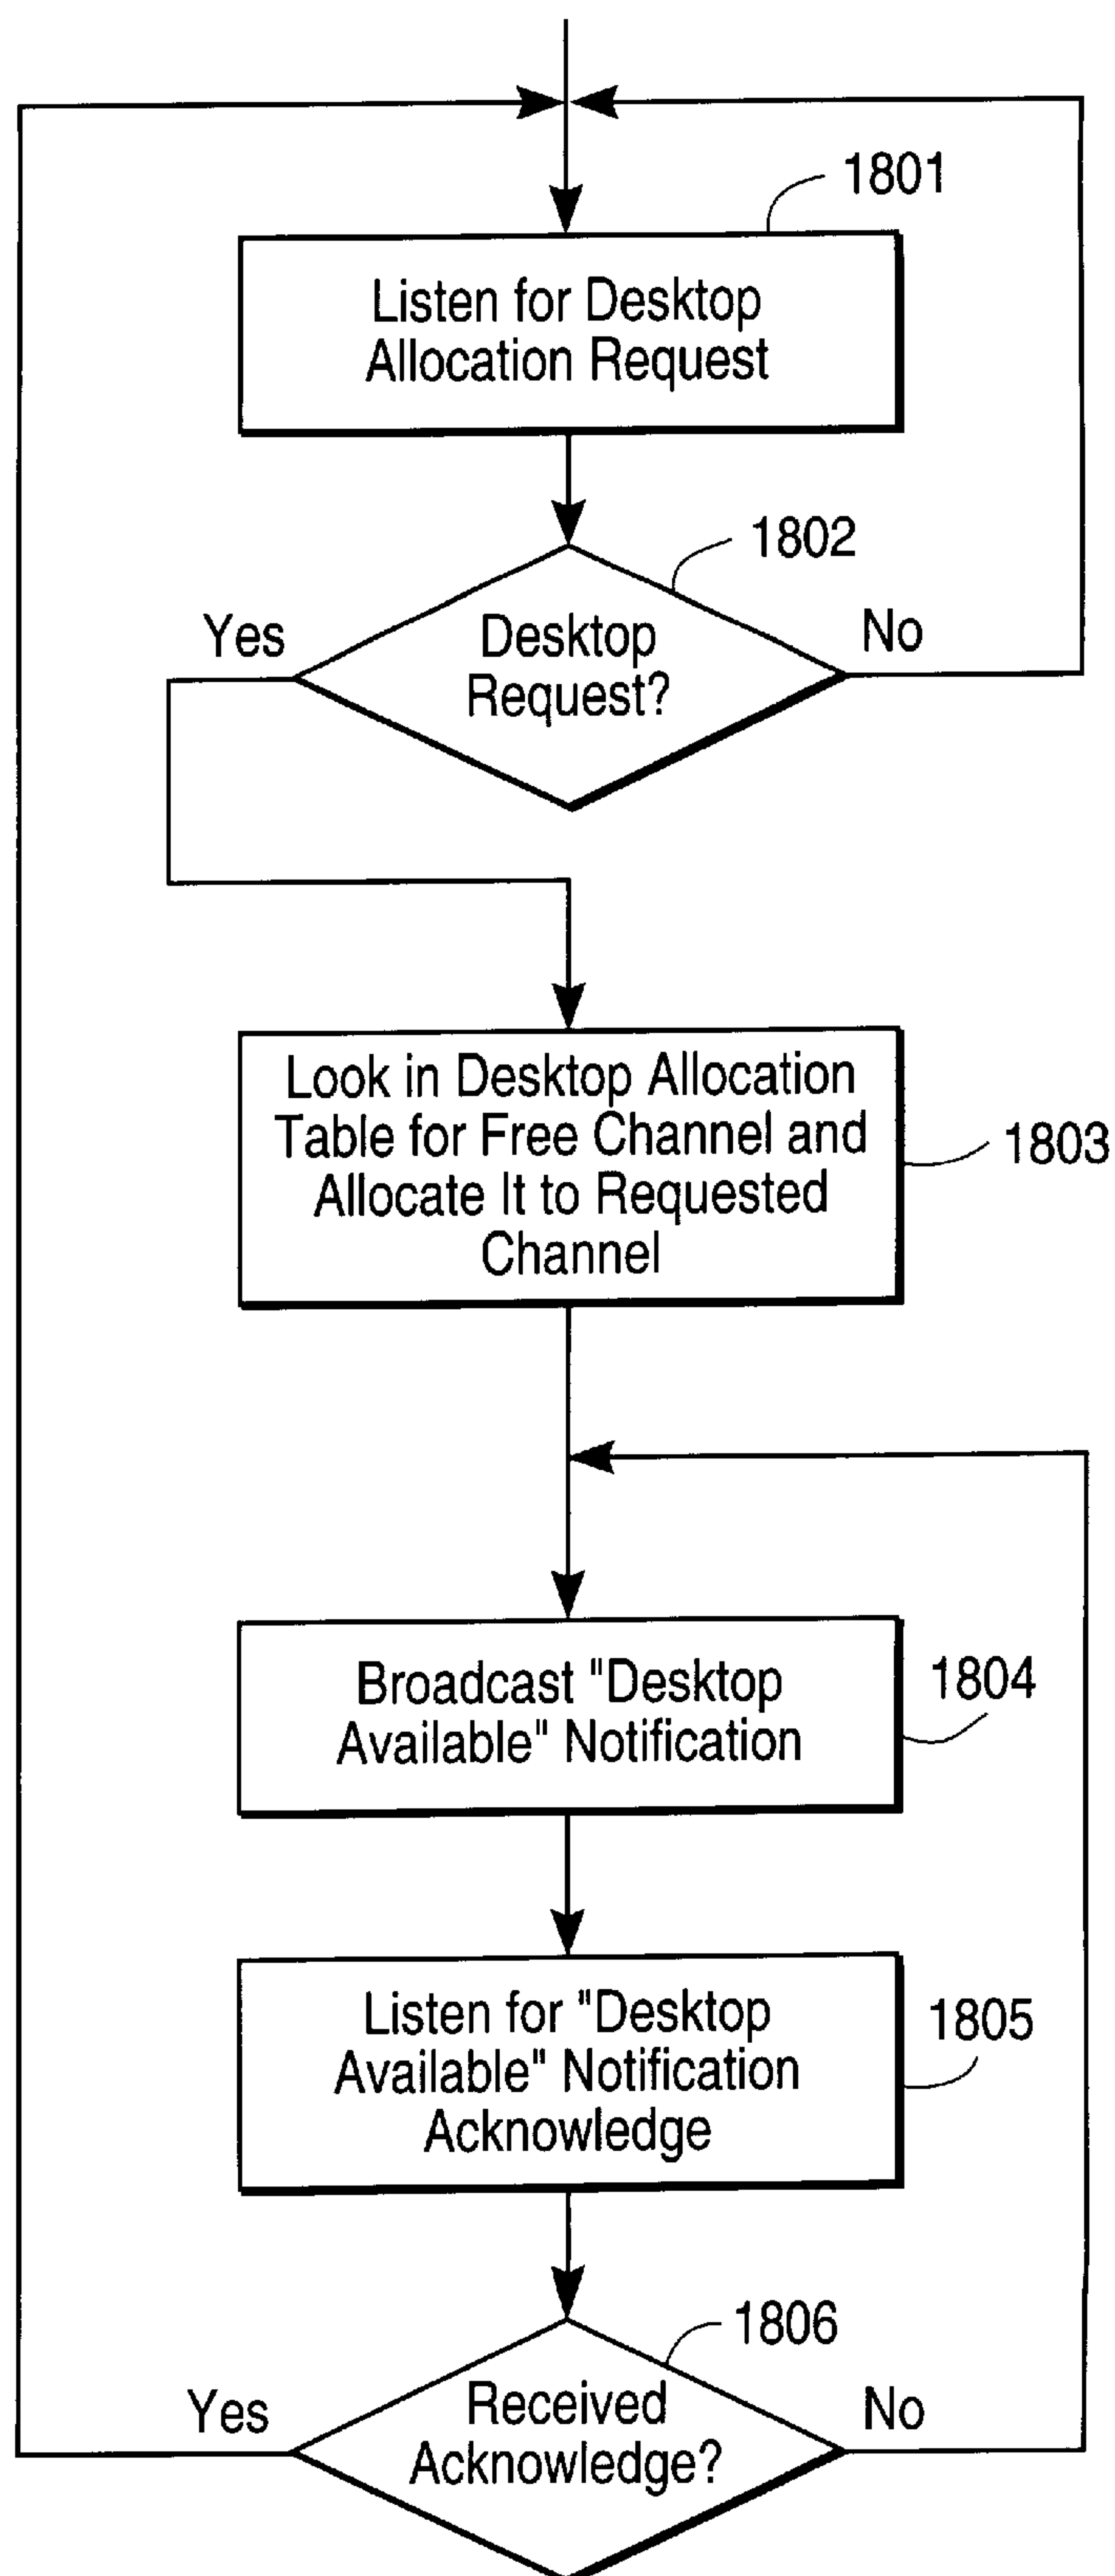 1801
Listen for Desktop
Allocation Request
1802
Yes
Desktop
Request?
No
Look in Desktop Allocation
Table for Free Channel and
Allocate It to Requested
Channel
1803
Broadcast "Desktop
Available" Notification
1804
Listen for "Desktop
Available" Notification
Acknowledge
1805
1806
Yes
Received
Acknowledge?
No